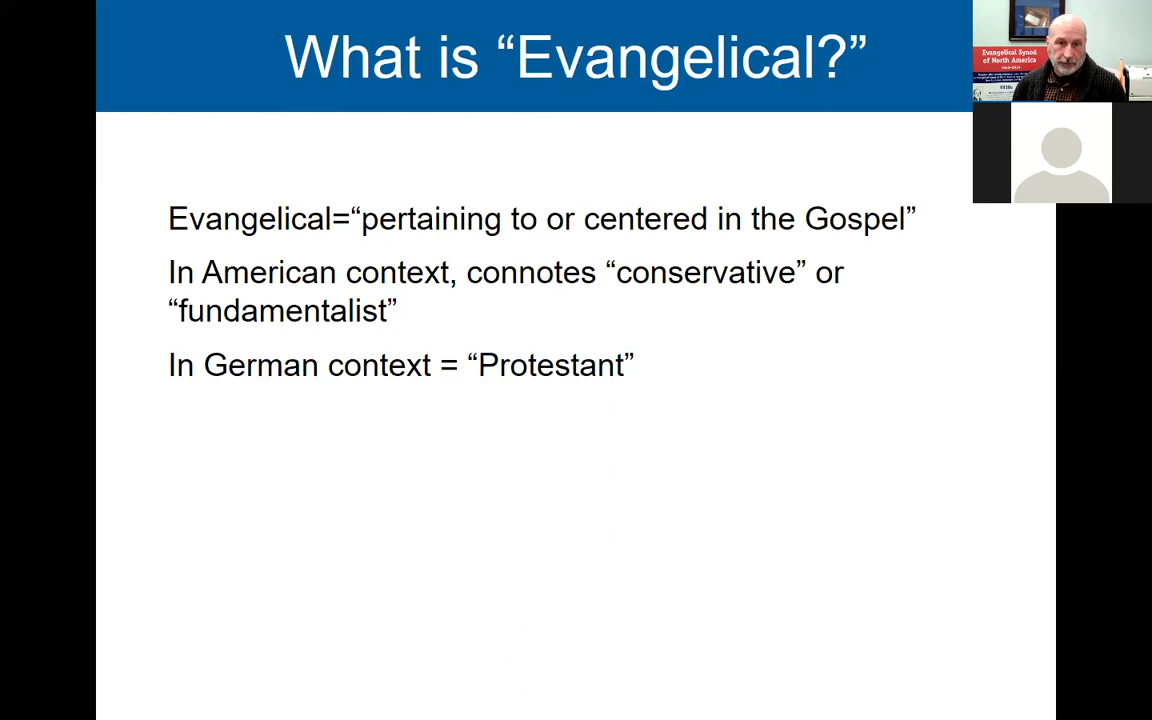 What is “Evangelical?”
Evangelical=“pertaining to or centered in the Gospel”
In American context, connotes “conservative” or
“fundamentalist”
In German context = “Protestant”
Evangelical Synod
of North America